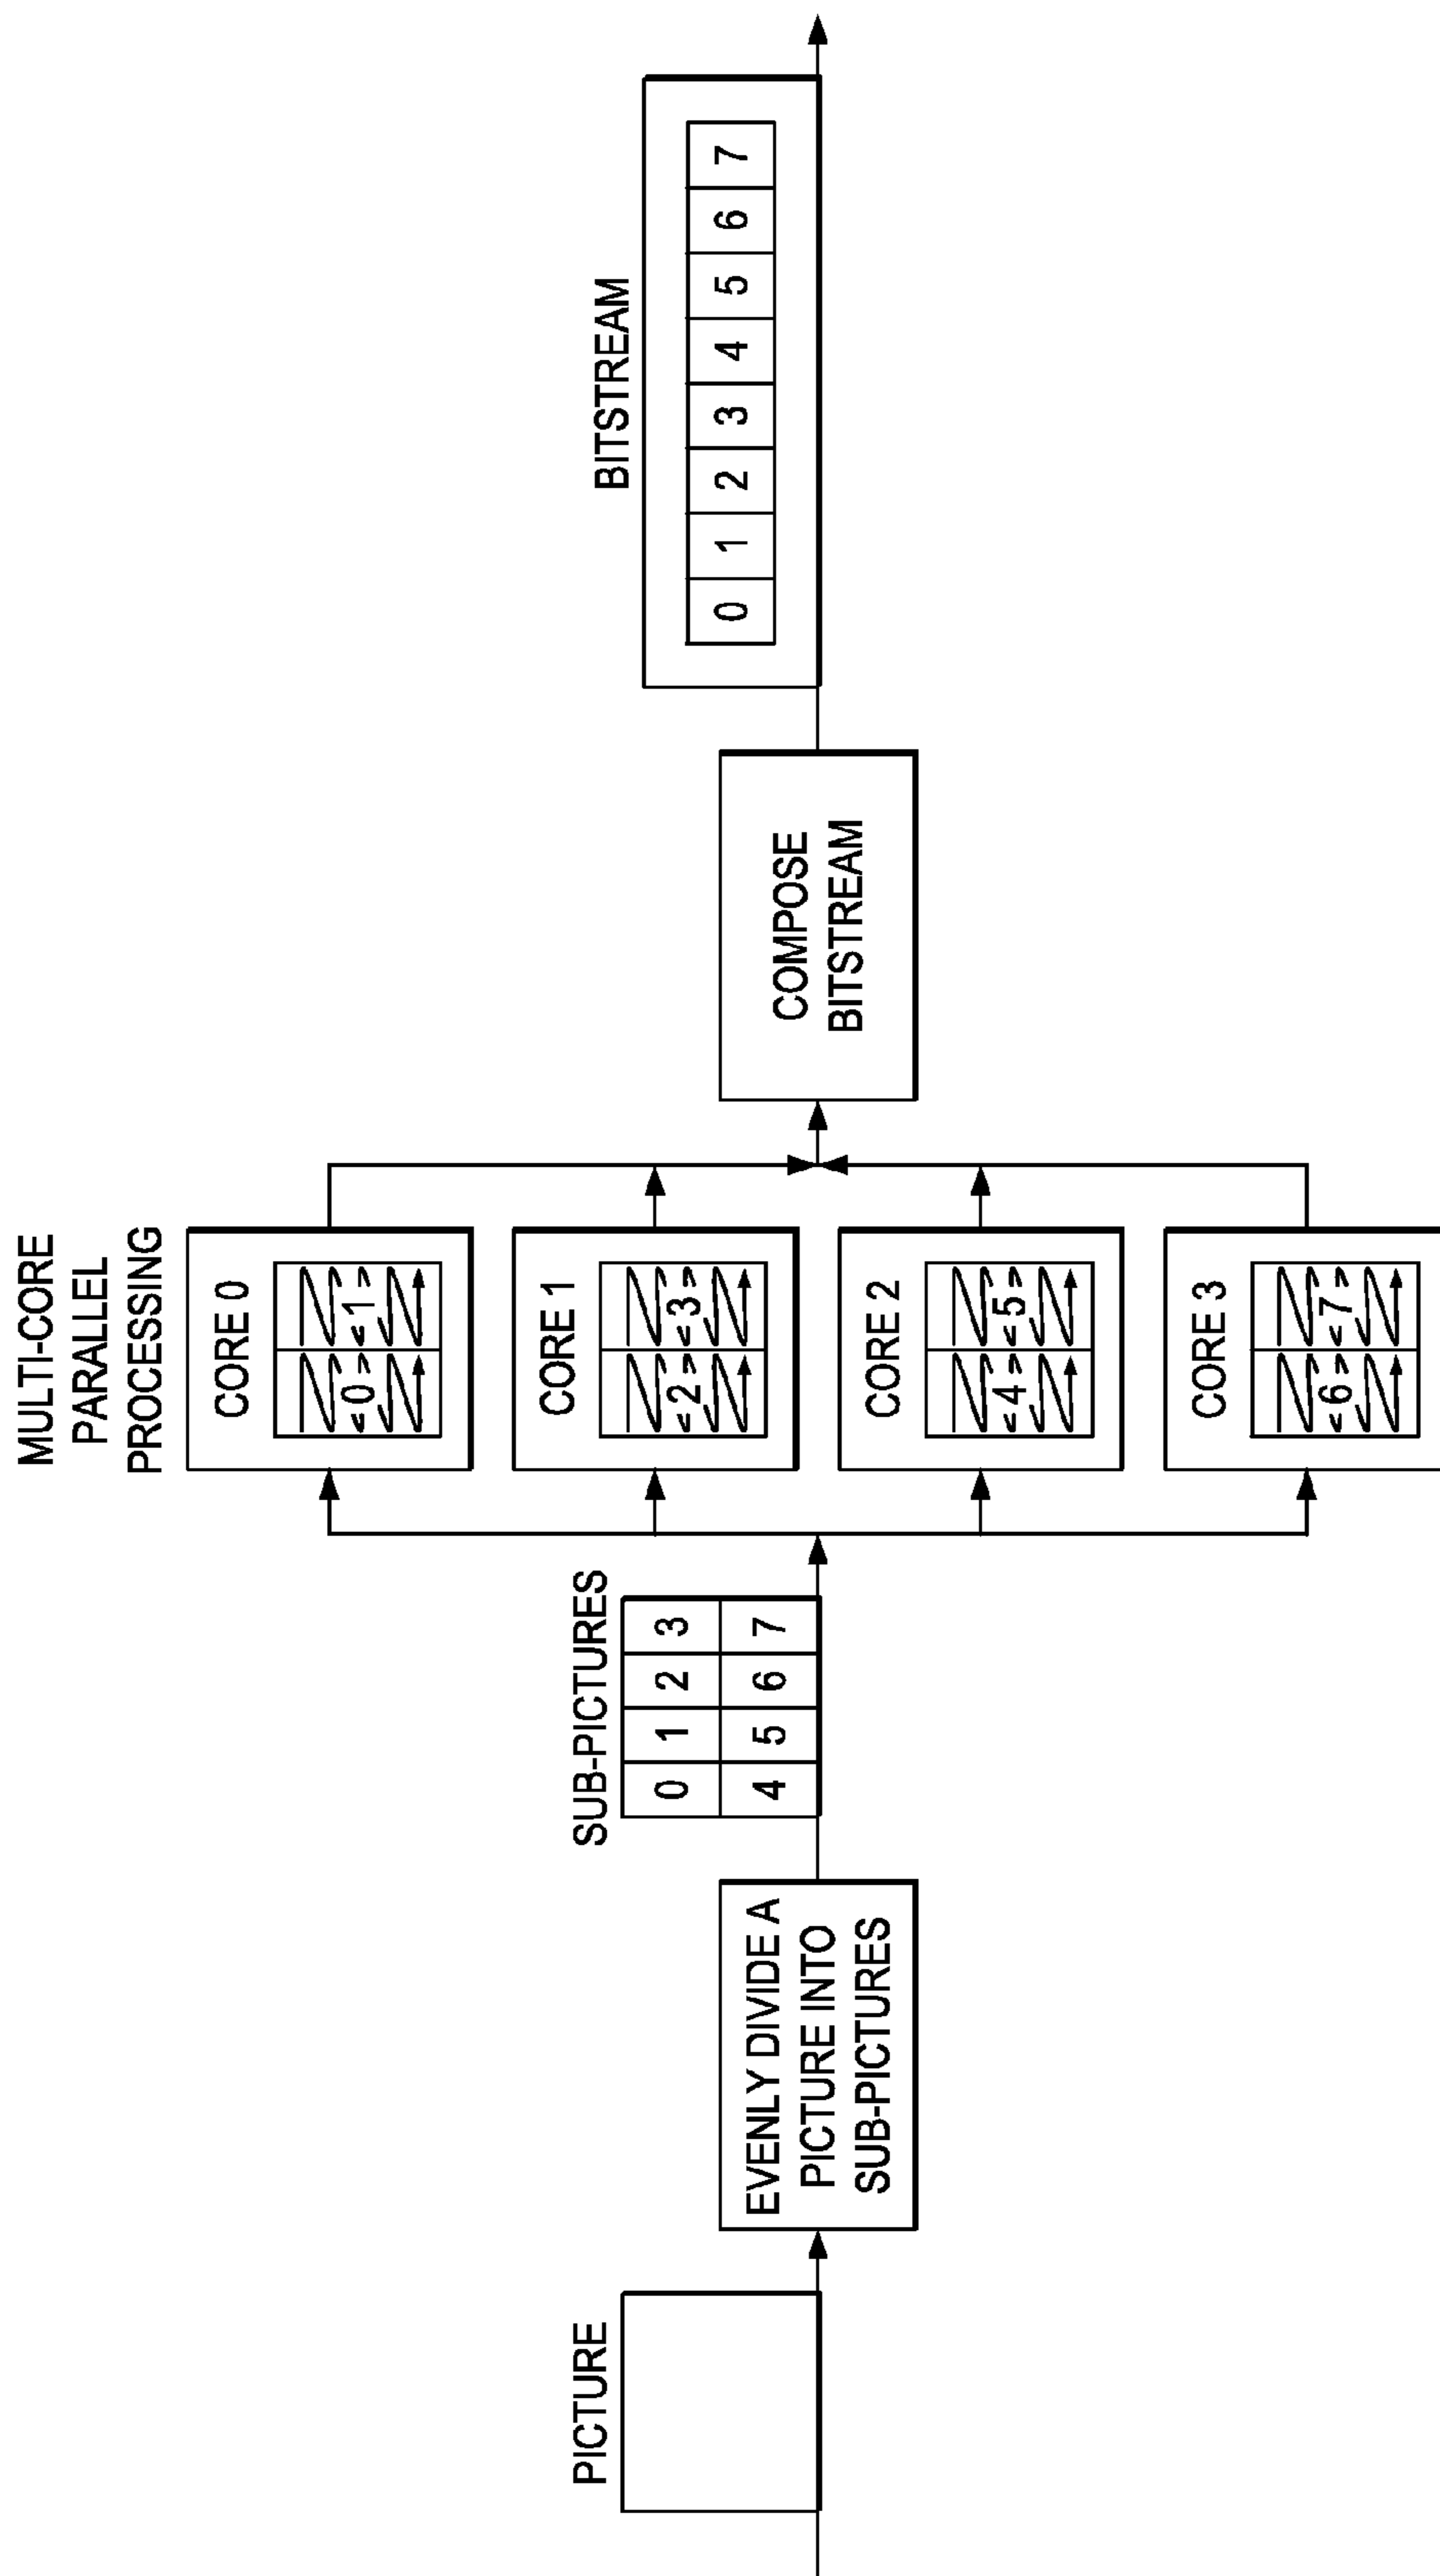 PICTURE
EVENLY DIVIDE A
PICTURE INTO
SUB-PICTURES
SUB-PICTURES
0 1 2 3
4 5 6 7
MULTI-CORE
PARALLEL
PROCESSING
CORE 0
0 1
CORE 1
2 3
CORE 2
4 5
CORE 3
6 7
COMPOSE
BITSTREAM
BITSTREAM
0 1 2 3 4 5 6 7